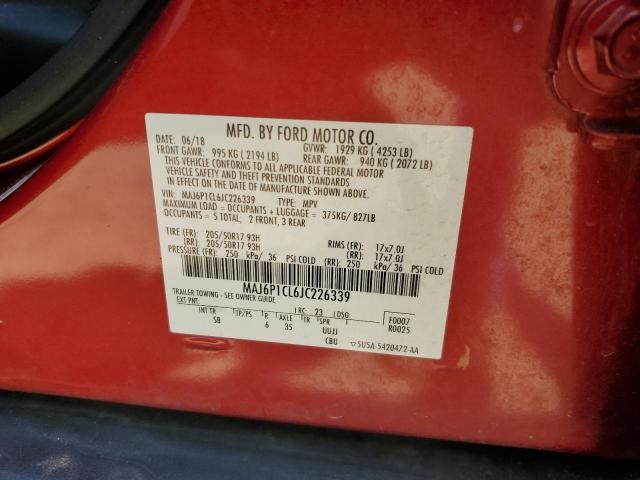 MFD. BY FORD MOTOR CO.
06/18
FRONT GAWR: 995 KG ( 2194 LB)
GVWR: 1929 KG ( 4253 LB)
REAR GAWR: 940 KG ( 2072 LB)
THIS VEHICLE CONFORMS TO ALL APPLICABLE FEDERAL MOTOR
VEHICLE SAFETY AND THEFT PREVENTION STANDARDS
IN EFFECT ON THE DATE OF MANUFACTURE SHOWN ABOVE.
VIN: MAJ6P1CL6JC226339 TYPE: MPV
MAXIMUM LOAD = OCCUPANTS + LUGGAGE = 375KG/ 827LB
OCCUPANTS = 5 TOTAL; 2 FRONT, 3 REAR
TIRE (FR): 205/50R17 93H RIMS (FR): 17x7.0J
(RR): 205/50R17 93H (RR): 17x7.0J
PRESSURE (FR): 250 kPa/ 36 PSI COLD (RR): 250 kPa/ 36 PSI COLD
MAJ6P1CL6JC226339
TRAILER TOWING - SEE OWNER GUIDE
EXT PNT: RC: 23 DSO: F0007
R0025
INT TR TP/PS R AXLE TR SPR
SB 6 35 UUJJ
CBU 5U5A-5420472-AA